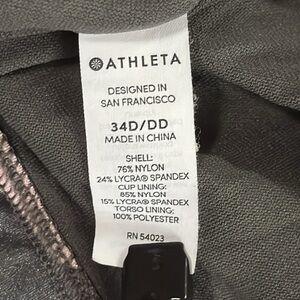 ATHLETA
DESIGNED IN
SAN FRANCISCO
34D/DD
MADE IN CHINA
SHELL:
76% NYLON
24% LYCRA® SPANDEX
CUP LINING:
85% NYLON
15% LYCRA® SPANDEX
TORSO LINING:
100% POLYESTER
RN 54023